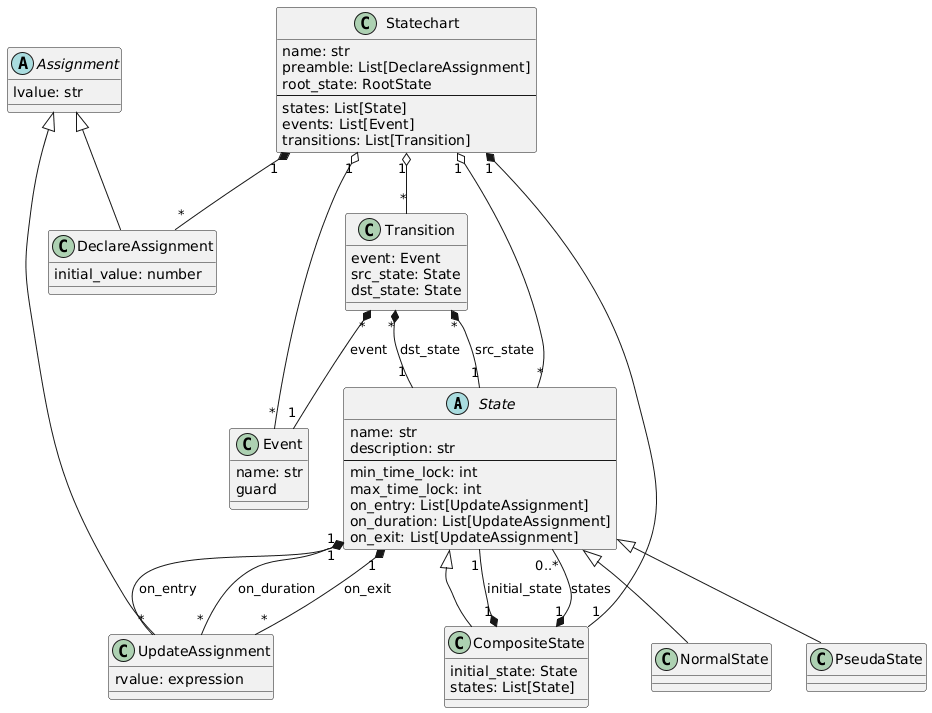 C Statechart
name: str
preamble: List[DeclareAssignment]
root_state: RootState
states: List[State]
events: List[Event]
transitions: List[Transition]
A Assignment
lvalue: str
1 1 1 1 1
*
*
C Transition
event: Event
src_state: State
dst_state: State
C DeclareAssignment
initial_value: number
* * *
event dst_state src_state
1 1 *
* 1
A State
name: str
description: str
min_time_lock: int
max_time_lock: int
on_entry: List[UpdateAssignment]
on_duration: List[UpdateAssignment]
on_exit: List[UpdateAssignment]
C Event
name: str
guard
1
1 1 1 0..*
on_entry on_duration on_exit initial_state states
* * * 1 1 1
C UpdateAssignment
rvalue: expression
C CompositeState
initial_state: State
states: List[State]
C NormalState
C PseudaState